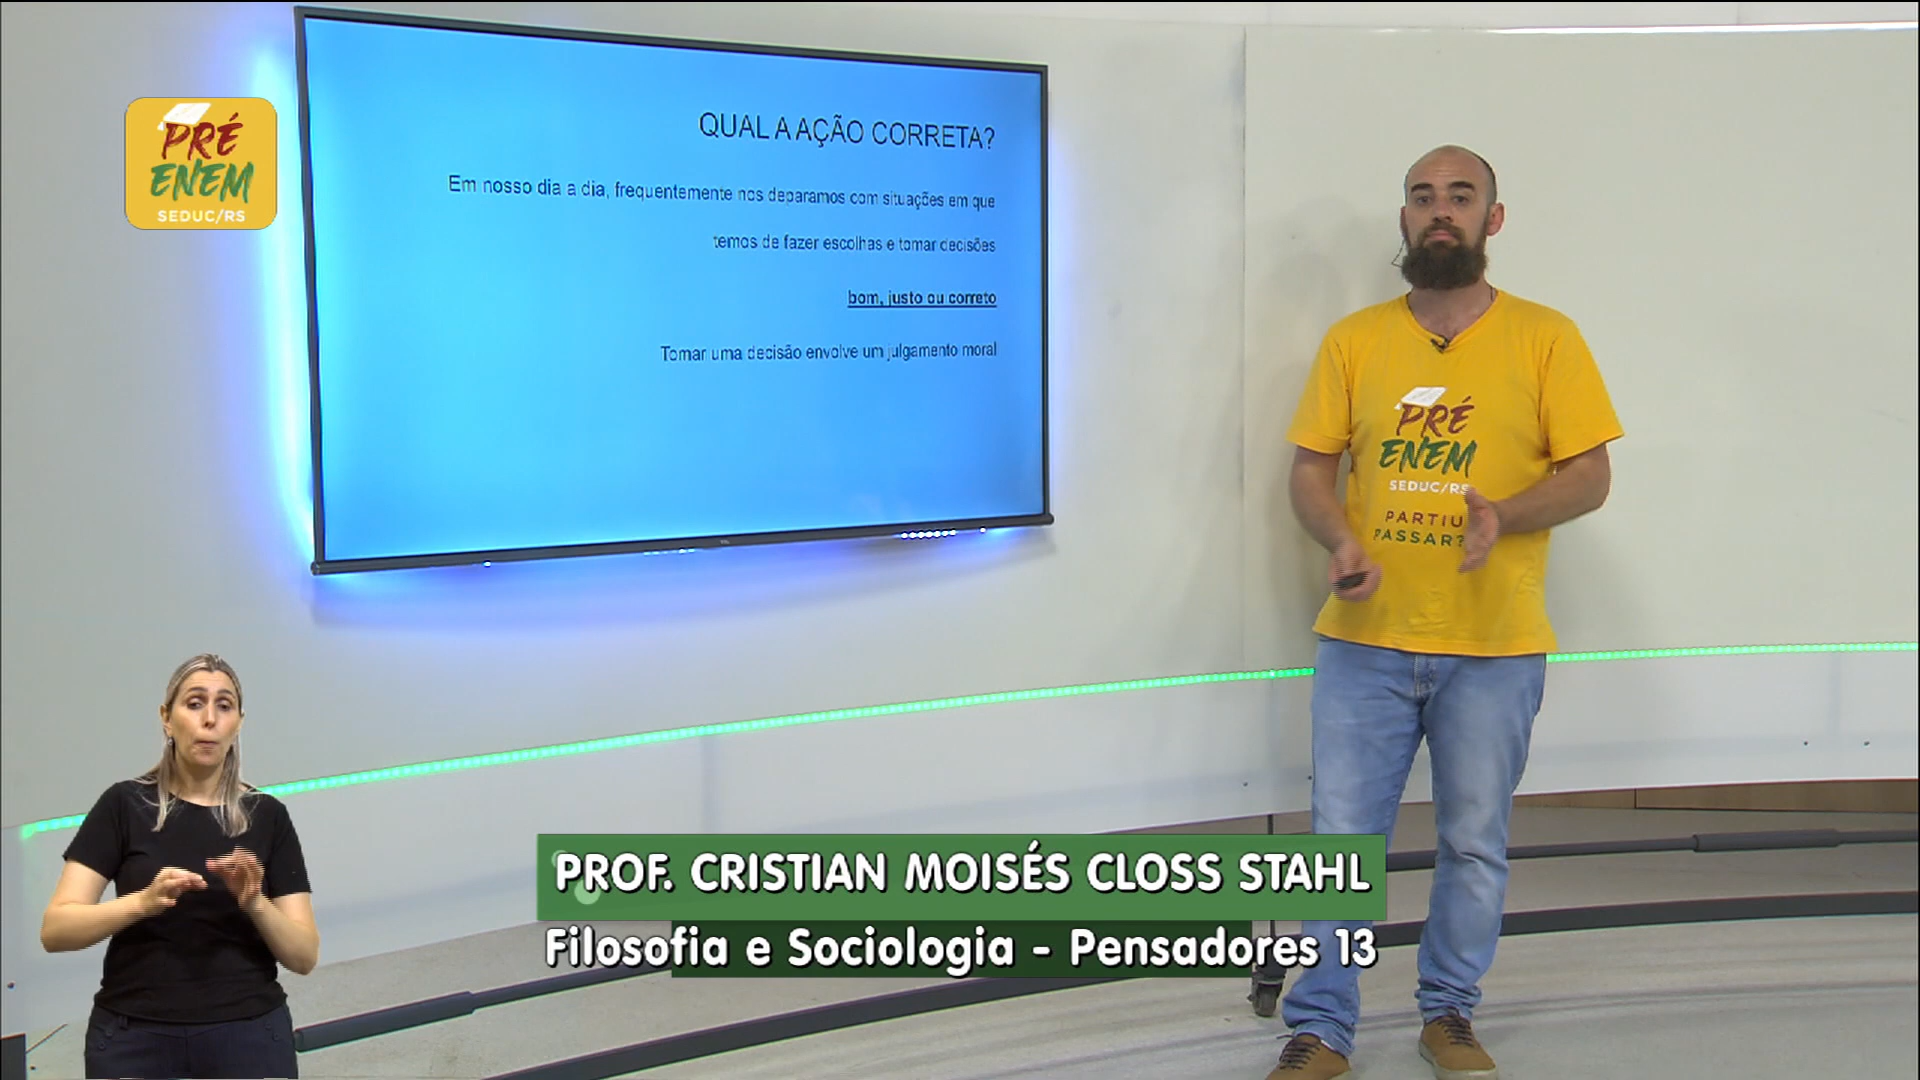 PRÉ
ENEM
SEDUC/RS
QUAL A AÇÃO CORRETA?
Em nosso dia a dia, frequentemente nos deparamos com situações em que
temos de fazer escolhas e tomar decisões
bom, justo ou correto
Tomar uma decisão envolve um julgamento moral
PRÉ
ENEM
SEDUC/RS
PARTIU
PASSAR?
PROF. CRISTIAN MOISÉS CLOSS STAHL
Filosofia e Sociologia - Pensadores 13